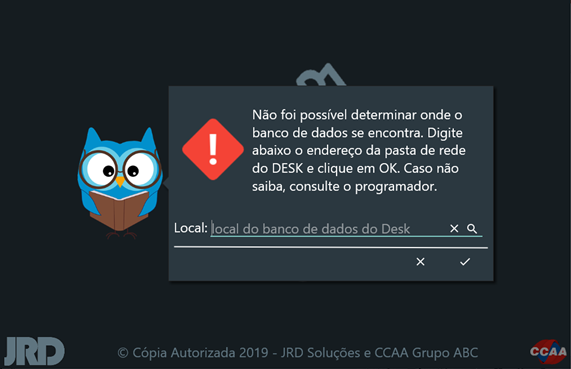 Não foi possível determinar onde o
banco de dados se encontra. Digite
abaixo o endereço da pasta de rede
do DESK e clique em OK. Caso não
saiba, consulte o programador.
Local: local do banco de dados do Desk
JRD
© Cópia Autorizada 2019 - JRD Soluções e CCAA Grupo ABC
CCAA